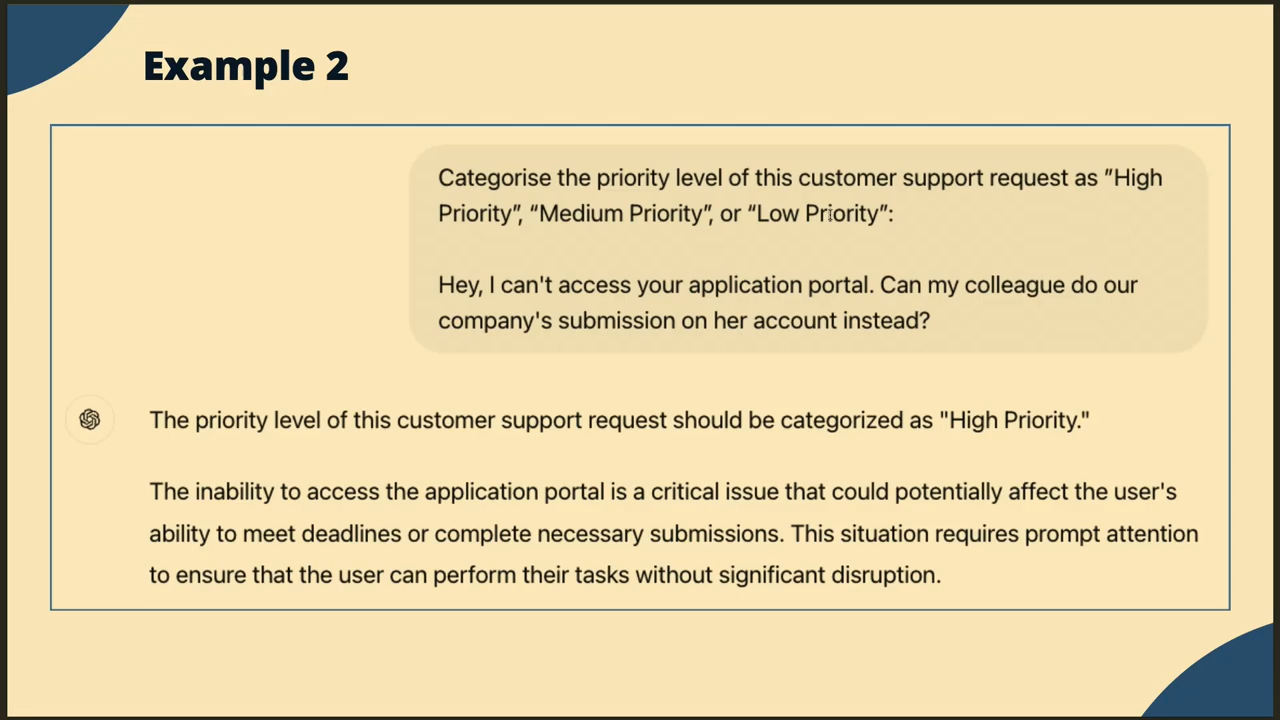 Example 2
Categorise the priority level of this customer support request as ”High
Priority”, “Medium Priority”, or “Low Priority”:
Hey, I can't access your application portal. Can my colleague do our
company's submission on her account instead?
The priority level of this customer support request should be categorized as "High Priority."
The inability to access the application portal is a critical issue that could potentially affect the user's
ability to meet deadlines or complete necessary submissions. This situation requires prompt attention
to ensure that the user can perform their tasks without significant disruption.